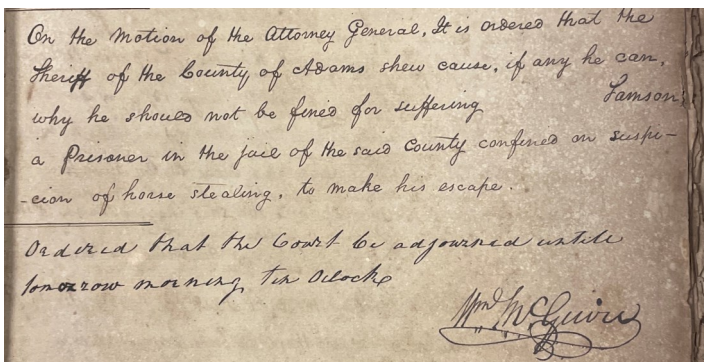 On the Motion of the Attorney General, It is ordered that the
Sheriff of the County of Adams shew cause, if any he can,
why he should not be fined for suffering Samson,
a Prisoner in the jail of the said County confined on suspi-
-cion of horse stealing, to make his escape.
Ordered that the Court be adjourned untill
tomorrow morning ten Oclock
Wm McGuire